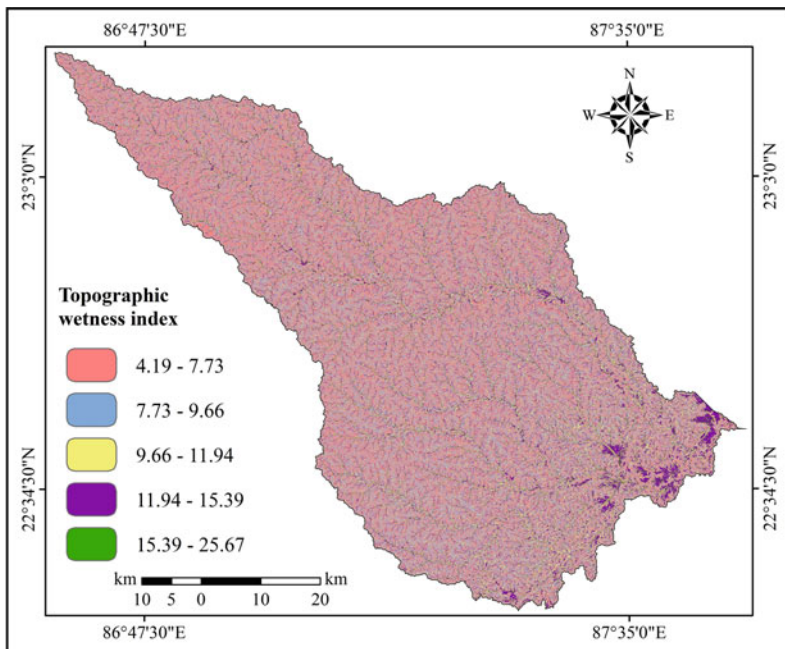 86°47'30"E 87°35'0"E
N
W E
S
23°3'0"N 23°3'0"N
Topographic
wetness index
4.19 - 7.73
7.73 - 9.66
9.66 - 11.94
11.94 - 15.39
15.39 - 25.67
22°34'30"N 22°34'30"N
km km
10 5 0 10 20
86°47'30"E 87°35'0"E